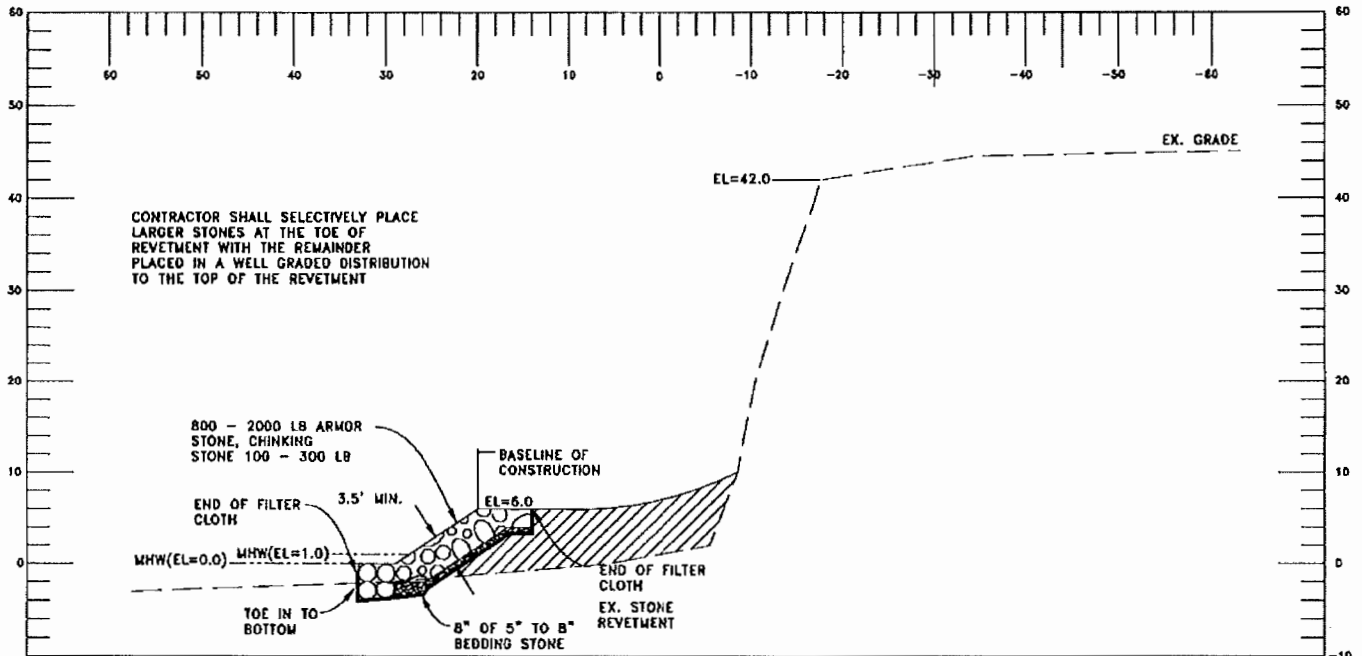 60 60
60 50 40 30 20 10 0 -10 -20 -30 -40 -50 -60
50 50
EX. GRADE
EL=42.0
40 40
CONTRACTOR SHALL SELECTIVELY PLACE
LARGER STONES AT THE TOE OF
REVETMENT WITH THE REMAINDER
PLACED IN A WELL GRADED DISTRIBUTION
TO THE TOP OF THE REVETMENT
30 30
20 20
800 - 2000 LB ARMOR
STONE, CHINKING
STONE 100 - 300 LB
BASELINE OF
CONSTRUCTION
10 10
3.5' MIN.
EL=6.0
END OF FILTER
CLOTH
MHW(EL=0.0)
MHW(EL=1.0)
0 0
END OF FILTER
CLOTH
EX. STONE
REVETMENT
TOE IN TO
BOTTOM
8" OF 5" TO 8"
BEDDING STONE
-10